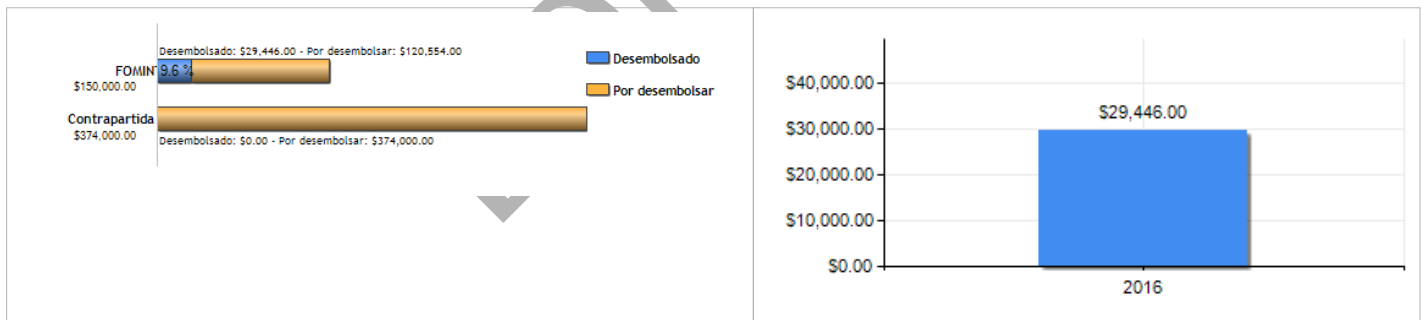 Desembolsado: $29,446.00 - Por desembolsar: $120,554.00
FOMIN 9.6 %
$150,000.00
Contrapartida
$374,000.00
Desembolsado: $0.00 - Por desembolsar: $374,000.00
Desembolsado
Por desembolsar
$40,000.00
$30,000.00
$20,000.00
$10,000.00
$0.00
$29,446.00
2016